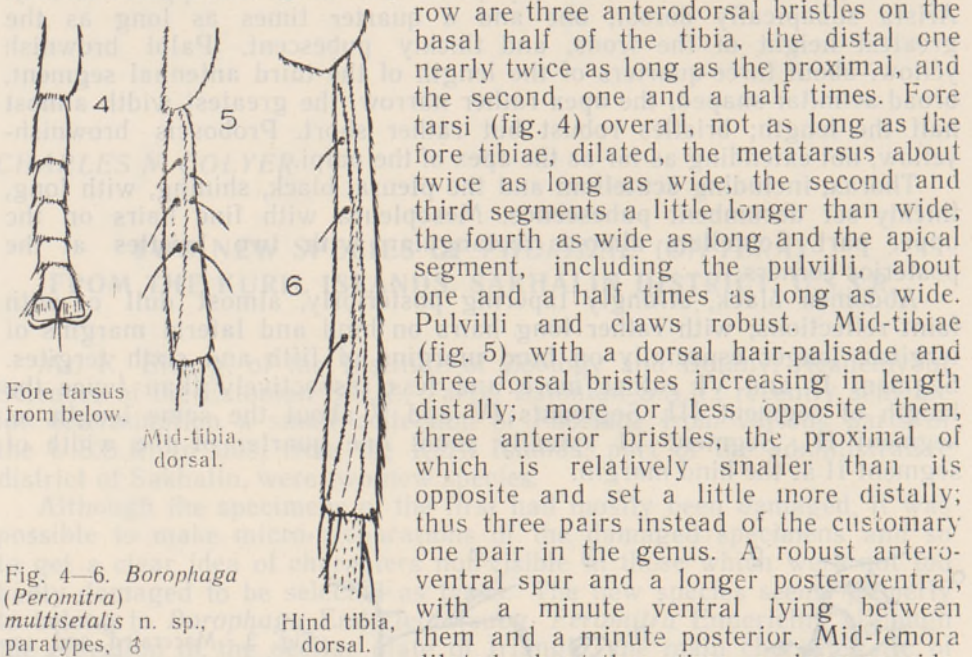 4
5
6
Fore tarsus
from below.
Mid-tibia,
dorsal
Fig. 4—6. Borophaga
(Peromitra)
multisetalis n. sp.,
paratypes, ♂
Hind tibia,
dorsal.
row are three anterodorsal bristles on the
basal half of the tibia, the distal one
nearly twice as long as the proximal, and
the second, one and a half times. Fore
tarsi (fig. 4) overall, not as long as the
fore tibiae, dilated, the metatarsus about
twice as long as wide, the second and
third segments a little longer than wide,
the fourth as wide as long and the apical
segment, including the pulvilli, about
one and a half times as long as wide.
Pulvilli and claws robust. Mid-tibiae
(fig. 5) with a dorsal hair-palisade and
three dorsal bristles increasing in length
distally; more or less opposite them,
three anterior bristles, the proximal of
which is relatively smaller than its
opposite and set a little more distally;
thus three pairs instead of the customary
one pair in the genus. A robust antero-
ventral spur and a longer posteroventral,
with a minute ventral lying between
them and a minute posterior. Mid-femora